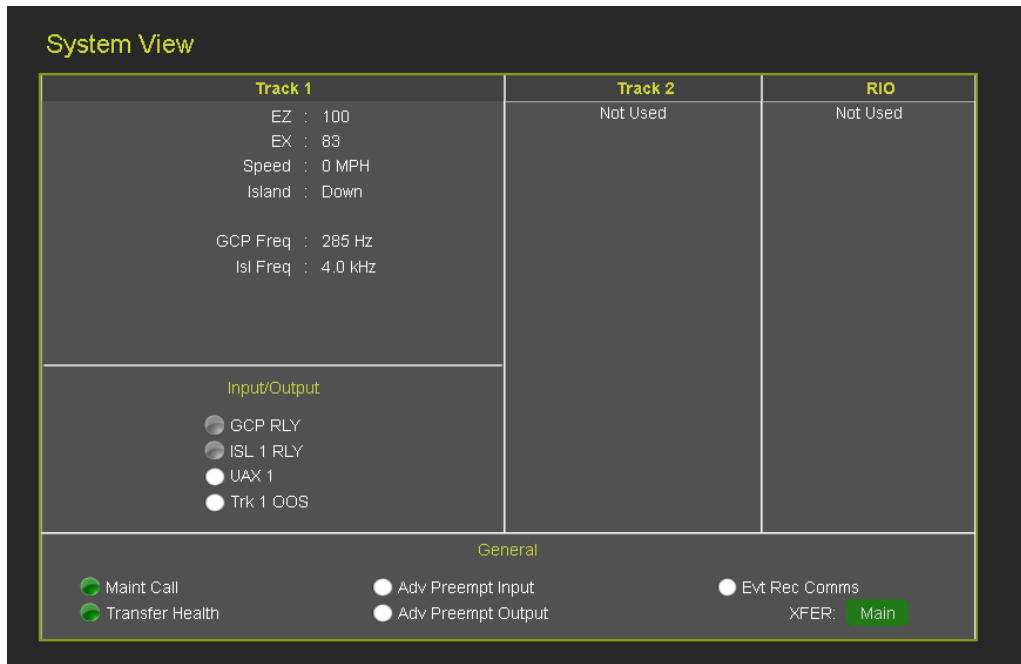 System View
Track 1
EZ : 100
EX : 83
Speed : 0 MPH
Island : Down
GCP Freq : 285 Hz
Isl Freq : 4.0 kHz
Input/Output
GCP RLY
ISL 1 RLY
UAX 1
Trk 1 OOS
Track 2
Not Used
RIO
Not Used
General
Maint Call
Transfer Health
Adv Preempt Input
Adv Preempt Output
Evt Rec Comms
XFER: Main